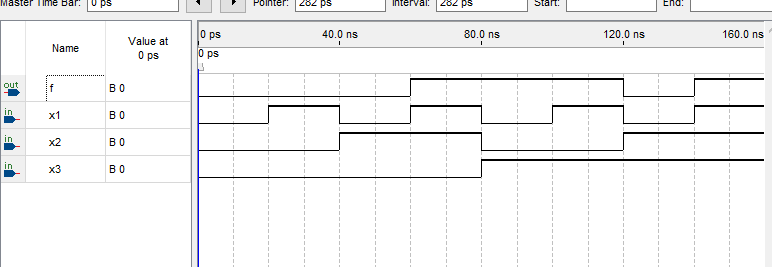 Master Time Bar: 0 ps Pointer: 282 ps Interval: 282 ps Start: End:
Name Value at 0 ps
0 ps 40.0 ns 80.0 ns 120.0 ns 160.0 ns
0 ps
out f B 0
in x1 B 0
in x2 B 0
in x3 B 0